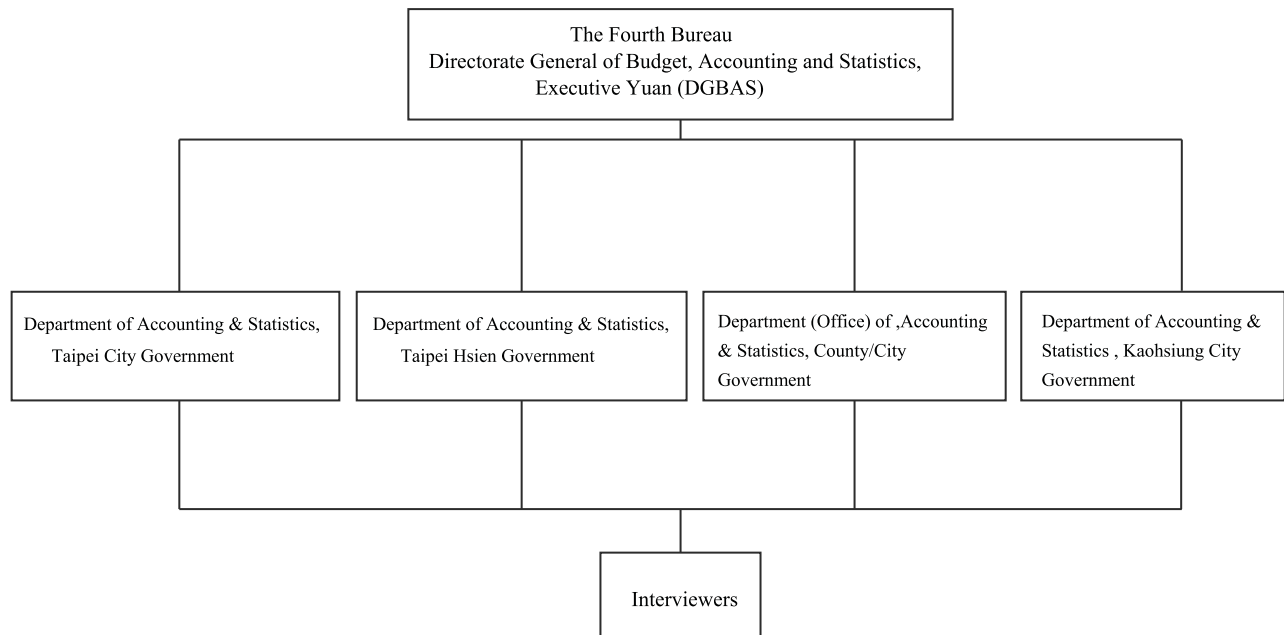 The Fourth Bureau
Directorate General of Budget, Accounting and Statistics,
Executive Yuan (DGBAS)
Department of Accounting & Statistics,
Taipei City Government
Department of Accounting & Statistics,
Taipei Hsien Government
Department (Office) of ,Accounting
& Statistics, County/City
Government
Department of Accounting &
Statistics , Kaohsiung City
Government
Interviewers